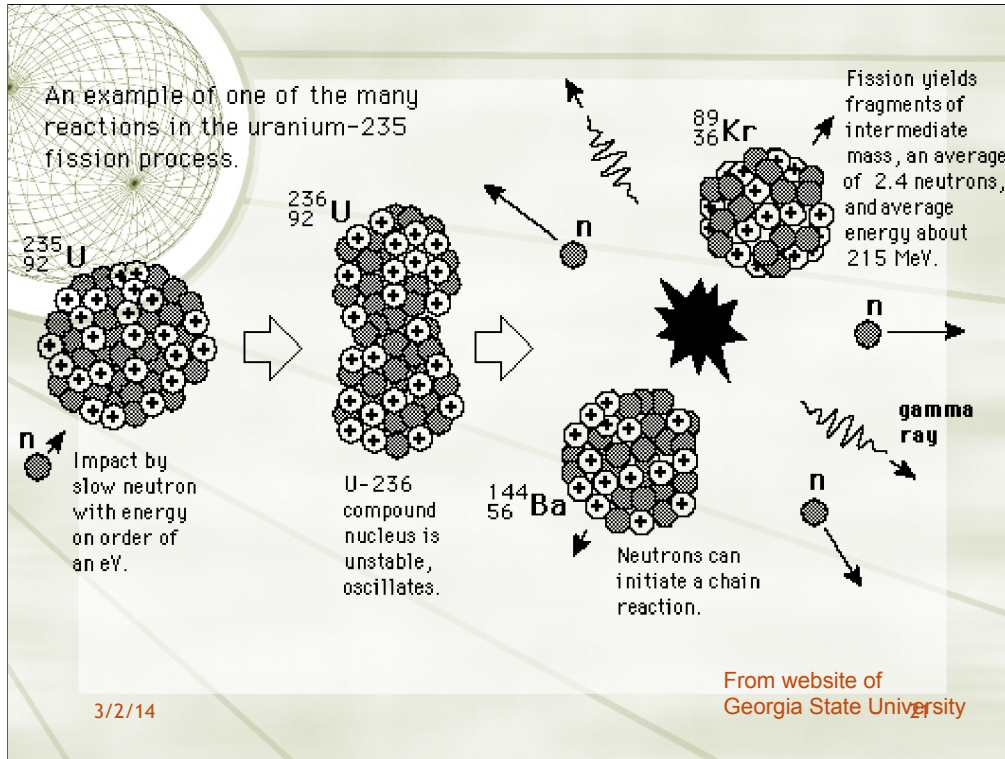 An example of one of the many
reactions in the uranium-235
fission process.
235
92 U
n
Impact by
slow neutron
with energy
on order of
an eV.
236
92 U
U-236
compound
nucleus is
unstable,
oscillates.
n
89
36 Kr
Fission yields
fragments of
intermediate
mass, an average
of 2.4 neutrons,
and average
energy about
215 MeV.
n
gamma
ray
n
144
56 Ba
Neutrons can
initiate a chain
reaction.
3/2/14
From website of
Georgia State University
21